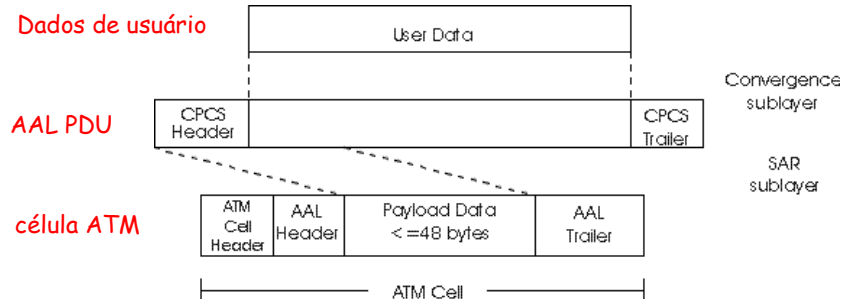 Dados de usuário
User Data
Convergence
sublayer
AAL PDU
CPCS
Header
CPCS
Trailer
SAR
sublayer
célula ATM
ATM
Cell
Header
AAL
Header
Payload Data
<=48 bytes
AAL
Trailer
ATM Cell